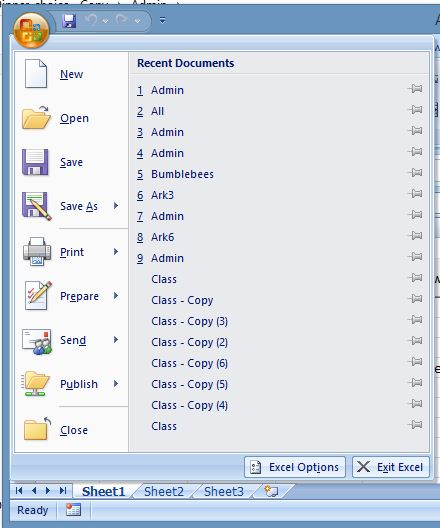 New
Open
Save
Save As
Print
Prepare
Send
Publish
Close
Recent Documents
1 Admin
2 All
3 Admin
4 Admin
5 Bumblebees
6 Ark3
7 Admin
8 Ark6
9 Admin
Class
Class - Copy
Class - Copy (3)
Class - Copy (2)
Class - Copy (6)
Class - Copy (5)
Class - Copy (4)
Class
Excel Options
Exit Excel
Sheet1
Sheet2
Sheet3
Ready